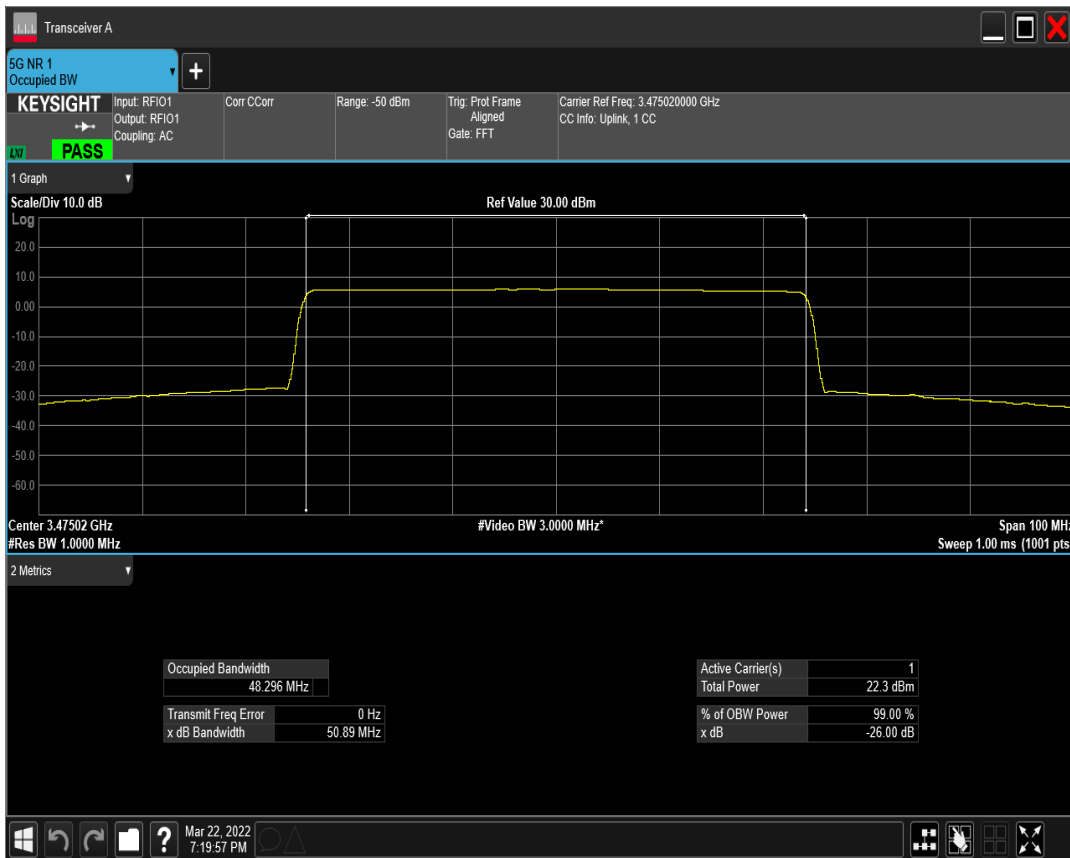 Transceiver A
5G NR 1
Occupied BW
KEYSIGHT
LXI
PASS
Input: RFIO1
Output: RFIO1
Coupling: AC
Corr CCorr
Range: -50 dBm
Trig: Prot Frame
Aligned
Gate: FFT
Carrier Ref Freq: 3.475020000 GHz
CC Info: Uplink, 1 CC
1 Graph
Scale/Div 10.0 dB
Ref Value 30.00 dBm
Log
20.0
10.0
0.00
-10.0
-20.0
-30.0
-40.0
-50.0
-60.0
Center 3.47502 GHz
#Video BW 3.0000 MHz*
Span 100 MHz
#Res BW 1.0000 MHz
Sweep 1.00 ms (1001 pts
2 Metrics
Occupied Bandwidth
48.296 MHz
Transmit Freq Error 0 Hz
x dB Bandwidth 50.89 MHz
Active Carrier(s) 1
Total Power 22.3 dBm
% of OBW Power 99.00 %
x dB -26.00 dB
Mar 22, 2022
7:19:57 PM